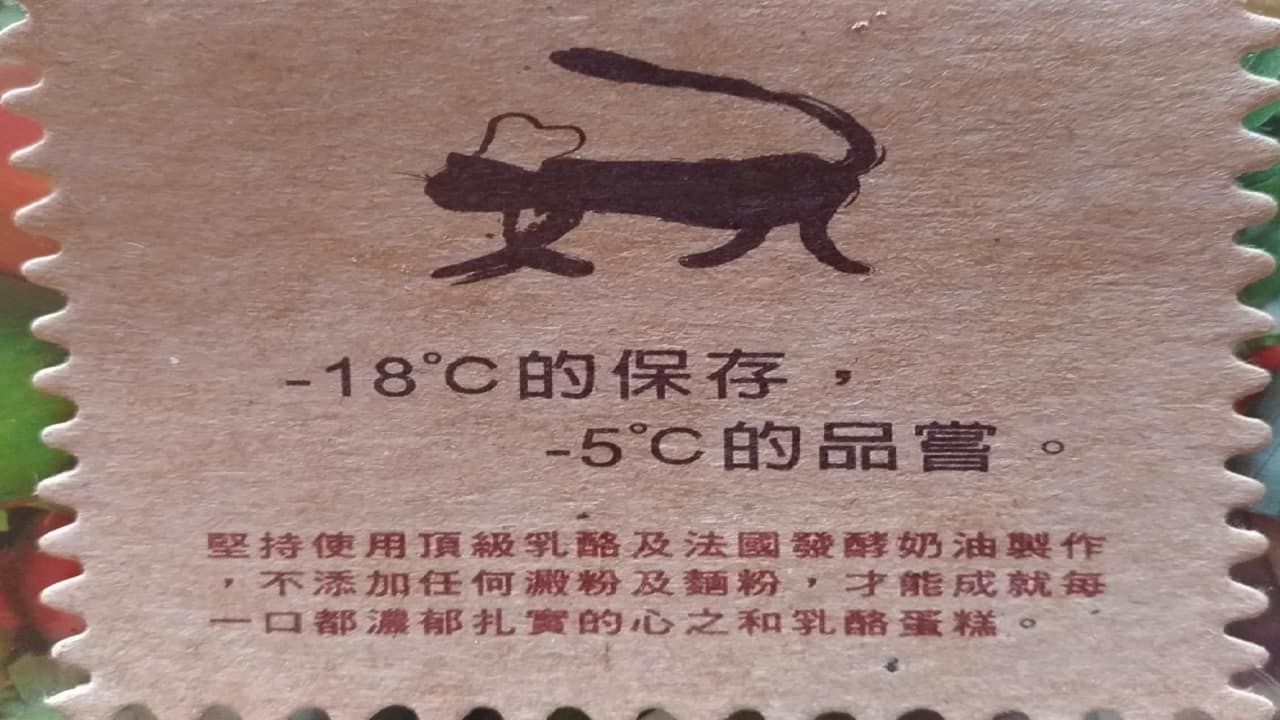 -18°C的保存，
-5°C的品嘗。
堅持使用頂級乳酪及法國發酵奶油製作
，不添加任何澱粉及麵粉，才能成就每
一口都濃郁扎實的心之和乳酪蛋糕。